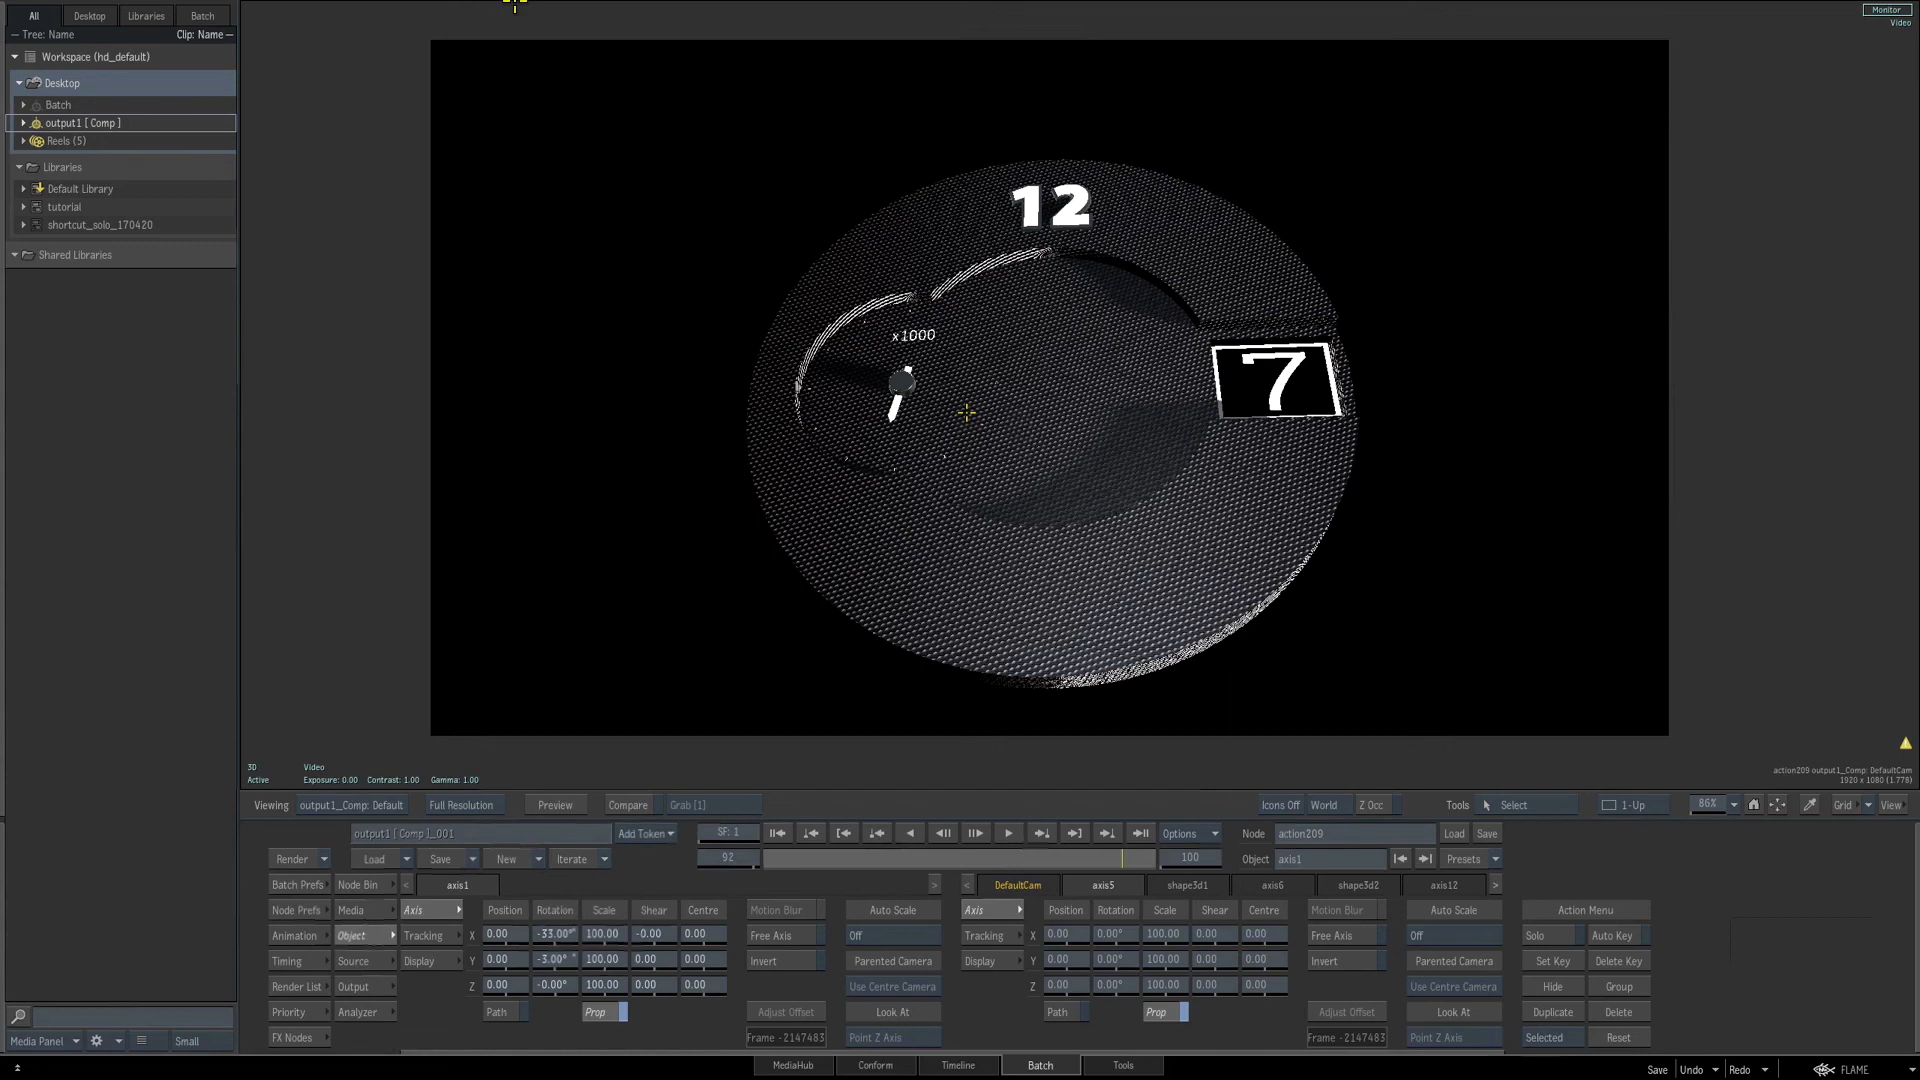 All Desktop Libraries Batch
Tree: Name Clip: Name
Workspace (hd_default)
Desktop
Batch
output1 [ Comp ]
Reels (5)
Libraries
Default Library
tutorial
shortcut_solo_170420
Shared Libraries
Monitor
Video
12
x1000
7
3D Video
Active Exposure: 0.00 Contrast: 1.00 Gamma: 1.00
action209 output1_Comp: DefaultCam
1920 x 1080 (1.778)
Viewing output1_Comp: Default Full Resolution Preview Compare Grab [1] Icons Off World Z Occ Tools Select 1-Up 86% Grid View
output1 [ Comp ]_001 Add Token SF: 1 Options Node action209 Load Save
Render Load Save New Iterate 92 100 Object axis1 Presets
Batch Prefs Node Bin < axis1 > < DefaultCam axis5 shape3d1 axis6 shape3d2 axis12 >
Node Prefs Media Axis Position Rotation Scale Shear Centre Motion Blur Auto Scale Axis Position Rotation Scale Shear Centre Motion Blur Auto Scale Action Menu
Animation Object Tracking X 0.00 -33.00° 100.00 -0.00 0.00 Free Axis Off Tracking X 0.00 0.00° 100.00 0.00 0.00 Free Axis Off Solo Auto Key
Timing Source Display Y 0.00 -3.00° 100.00 0.00 0.00 Invert Parented Camera Display Y 0.00 0.00° 100.00 0.00 0.00 Invert Parented Camera Set Key Delete Key
Render List Output Z 0.00 -0.00° 100.00 0.00 0.00 Use Centre Camera Z 0.00 0.00° 100.00 0.00 0.00 Use Centre Camera Hide Group
Priority Analyzer Path Prop Adjust Offset Look At Path Prop Adjust Offset Look At Duplicate Delete
FX Nodes Frame -2147483 Point Z Axis Frame -2147483 Point Z Axis Selected Reset
Media Panel Small
MediaHub Conform Timeline Batch Tools
Save Undo Redo FLAME